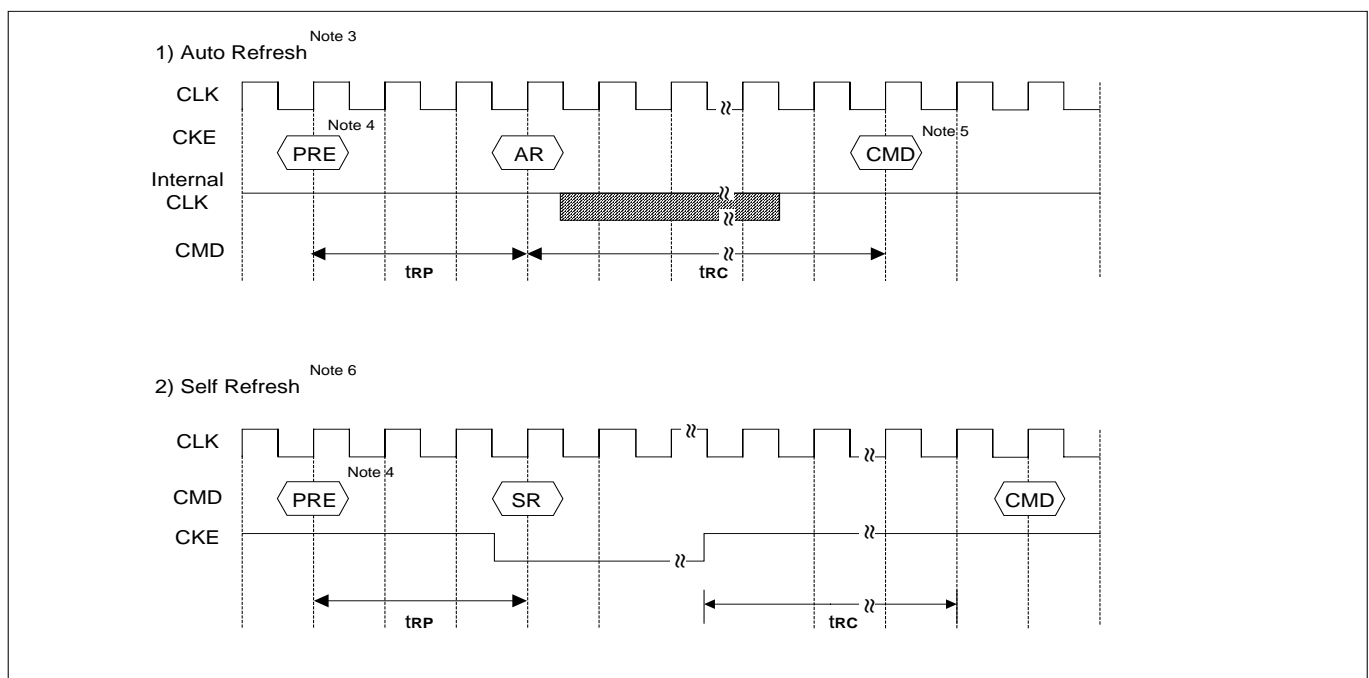 1) Auto Refresh Note 3
CLK
CKE
Note 4
Note 5
PRE
AR
CMD
Internal
CLK
CMD
tRP
tRC
2) Self Refresh Note 6
CLK
Note 4
CMD
PRE
SR
CMD
CKE
tRP
tRC